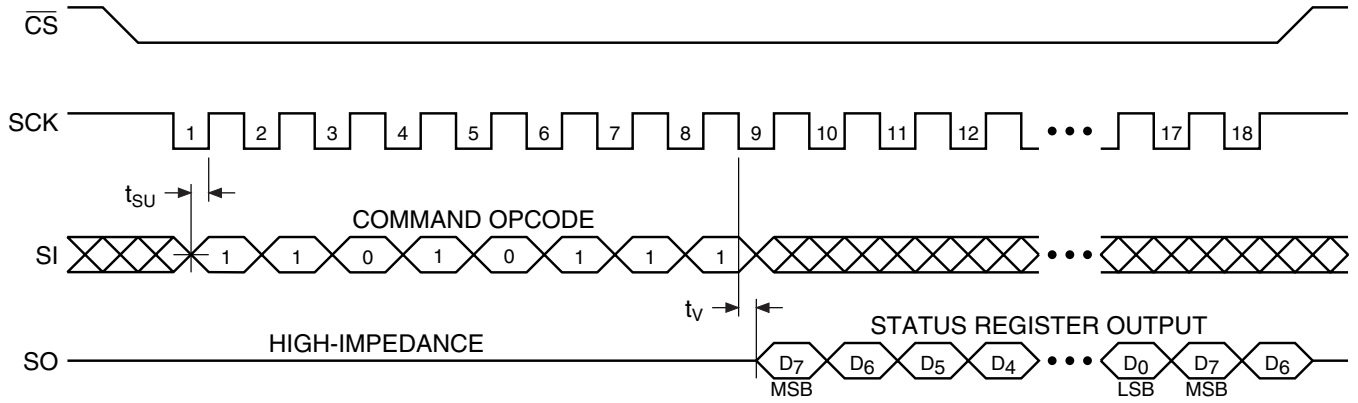 CS
SCK 1 2 3 4 5 6 7 8 9 10 11 12 ••• 17 18
tSU
COMMAND OPCODE
SI 1 1 0 1 0 1 1 1 •••
tV
HIGH-IMPEDANCE
STATUS REGISTER OUTPUT
SO D7 D6 D5 D4 ••• D0 D7 D6
MSB LSB MSB